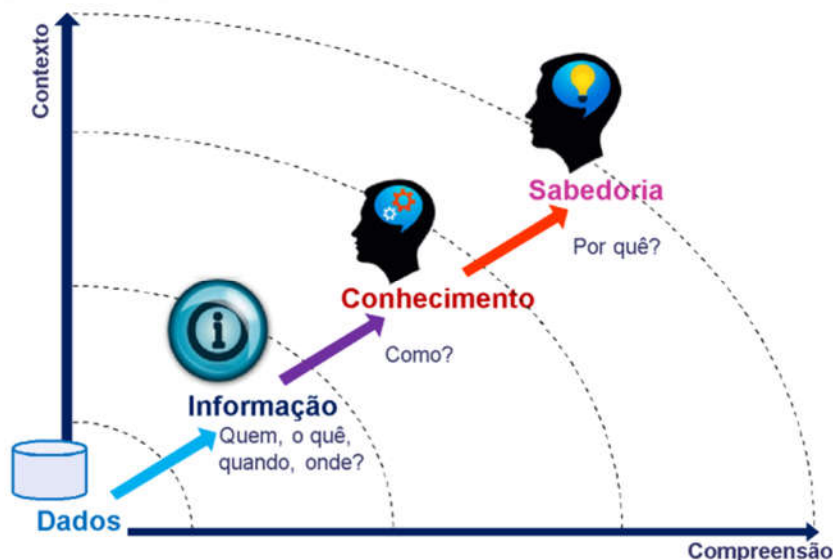 Contexto
Sabedoria
Por quê?
Conhecimento
Como?
i
Informação
Quem, o quê,
quando, onde?
Dados
Compreensão